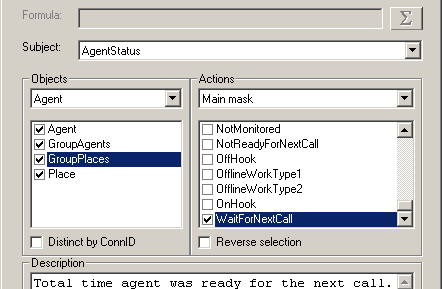 Formula:
Σ
Subject:
AgentStatus
Objects
Actions
Agent
Main mask
Agent
GroupAgents
GroupPlaces
Place
NotMonitored
NotReadyForNextCall
OffHook
OfflineWorkType1
OfflineWorkType2
OnHook
WaitForNextCall
Distinct by ConnID
Reverse selection
Description
Total time agent was ready for the next call.